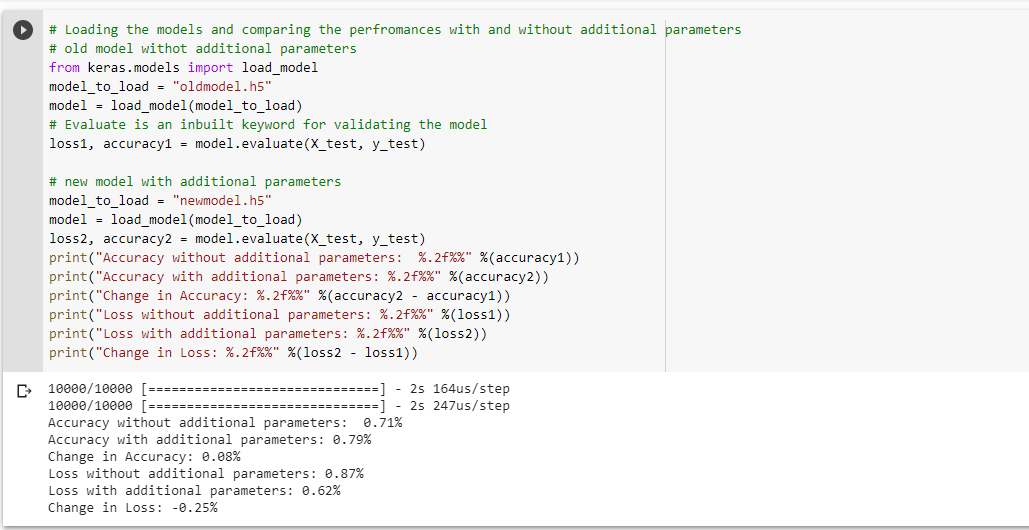 # Loading the models and comparing the perfromances with and without additional parameters
# old model withot additional parameters
from keras.models import load_model
model_to_load = "oldmodel.h5"
model = load_model(model_to_load)
# Evaluate is an inbuilt keyword for validating the model
loss1, accuracy1 = model.evaluate(X_test, y_test)
# new model with additional parameters
model_to_load = "newmodel.h5"
model = load_model(model_to_load)
loss2, accuracy2 = model.evaluate(X_test, y_test)
print("Accuracy without additional parameters:  %.2f%%" %(accuracy1))
print("Accuracy with additional parameters: %.2f%%" %(accuracy2))
print("Change in Accuracy: %.2f%%" %(accuracy2 - accuracy1))
print("Loss without additional parameters: %.2f%%" %(loss1))
print("Loss with additional parameters: %.2f%%" %(loss2))
print("Change in Loss: %.2f%%" %(loss2 - loss1))
10000/10000 [==============================] - 2s 164us/step
10000/10000 [==============================] - 2s 247us/step
Accuracy without additional parameters:  0.71%
Accuracy with additional parameters: 0.79%
Change in Accuracy: 0.08%
Loss without additional parameters: 0.87%
Loss with additional parameters: 0.62%
Change in Loss: -0.25%